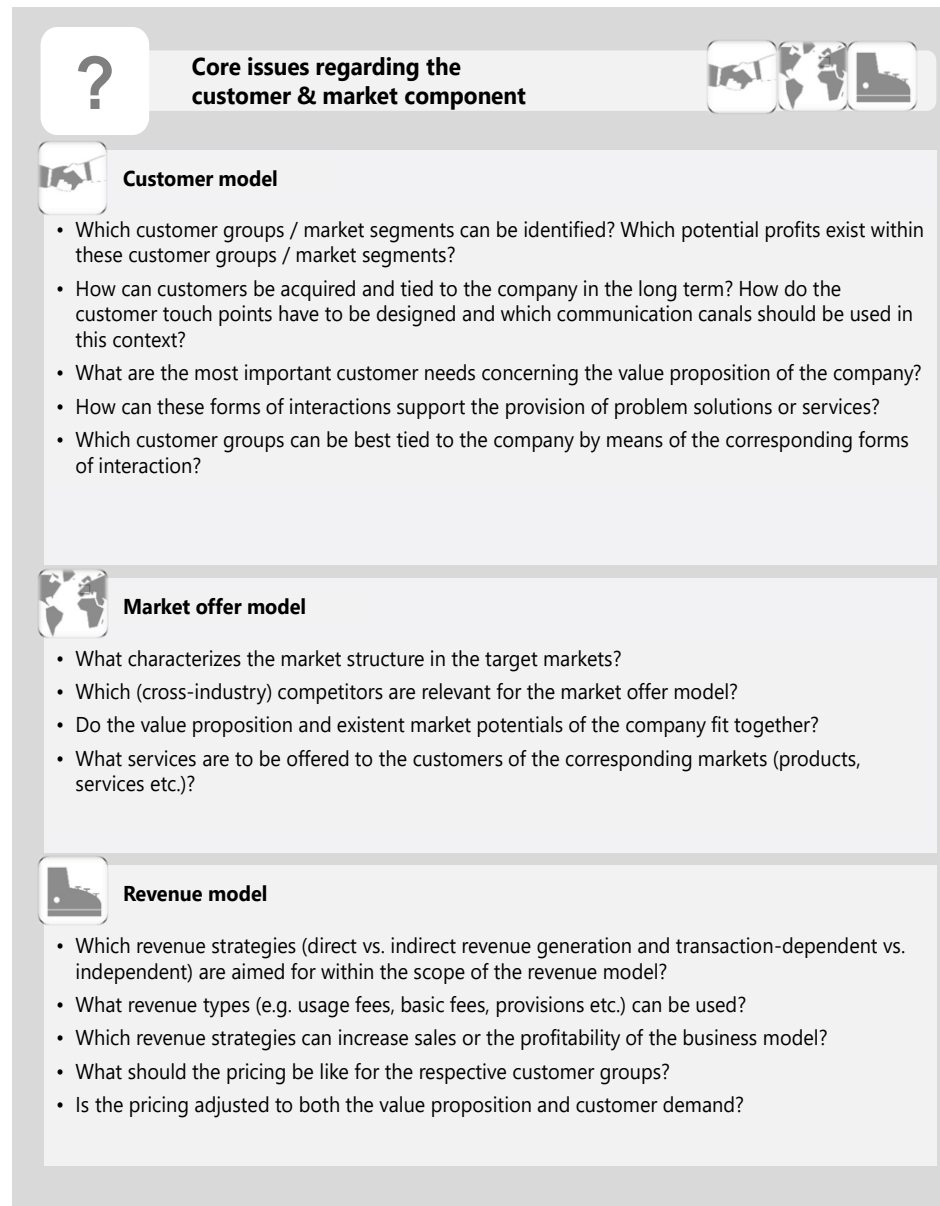 ?
Core issues regarding the
customer & market component
Customer model
• Which customer groups / market segments can be identified? Which potential profits exist within
these customer groups / market segments?
• How can customers be acquired and tied to the company in the long term? How do the
customer touch points have to be designed and which communication canals should be used in
this context?
• What are the most important customer needs concerning the value proposition of the company?
• How can these forms of interactions support the provision of problem solutions or services?
• Which customer groups can be best tied to the company by means of the corresponding forms
of interaction?
Market offer model
• What characterizes the market structure in the target markets?
• Which (cross-industry) competitors are relevant for the market offer model?
• Do the value proposition and existent market potentials of the company fit together?
• What services are to be offered to the customers of the corresponding markets (products,
services etc.)?
Revenue model
• Which revenue strategies (direct vs. indirect revenue generation and transaction-dependent vs.
independent) are aimed for within the scope of the revenue model?
• What revenue types (e.g. usage fees, basic fees, provisions etc.) can be used?
• Which revenue strategies can increase sales or the profitability of the business model?
• What should the pricing be like for the respective customer groups?
• Is the pricing adjusted to both the value proposition and customer demand?